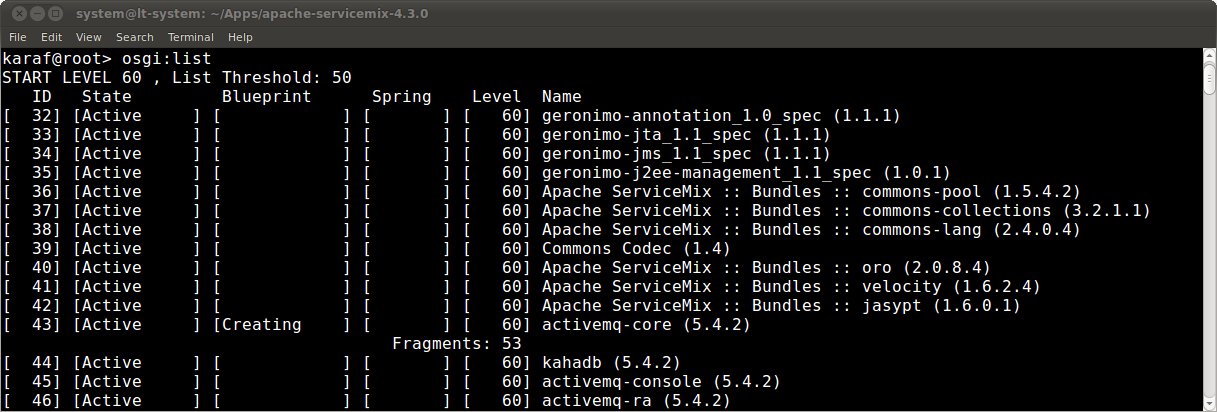 system@lt-system: ~/Apps/apache-servicemix-4.3.0
File Edit View Search Terminal Help
karaf@root> osgi:list
START LEVEL 60 , List Threshold: 50
   ID   State         Blueprint      Spring    Level  Name
[  32] [Active     ] [            ] [       ] [   60] geronimo-annotation_1.0_spec (1.1.1)
[  33] [Active     ] [            ] [       ] [   60] geronimo-jta_1.1_spec (1.1.1)
[  34] [Active     ] [            ] [       ] [   60] geronimo-jms_1.1_spec (1.1.1)
[  35] [Active     ] [            ] [       ] [   60] geronimo-j2ee-management_1.1_spec (1.0.1)
[  36] [Active     ] [            ] [       ] [   60] Apache ServiceMix :: Bundles :: commons-pool (1.5.4.2)
[  37] [Active     ] [            ] [       ] [   60] Apache ServiceMix :: Bundles :: commons-collections (3.2.1.1)
[  38] [Active     ] [            ] [       ] [   60] Apache ServiceMix :: Bundles :: commons-lang (2.4.0.4)
[  39] [Active     ] [            ] [       ] [   60] Commons Codec (1.4)
[  40] [Active     ] [            ] [       ] [   60] Apache ServiceMix :: Bundles :: oro (2.0.8.4)
[  41] [Active     ] [            ] [       ] [   60] Apache ServiceMix :: Bundles :: velocity (1.6.2.4)
[  42] [Active     ] [            ] [       ] [   60] Apache ServiceMix :: Bundles :: jasypt (1.6.0.1)
[  43] [Active     ] [Creating    ] [       ] [   60] activemq-core (5.4.2)
                                       Fragments: 53
[  44] [Active     ] [            ] [       ] [   60] kahadb (5.4.2)
[  45] [Active     ] [            ] [       ] [   60] activemq-console (5.4.2)
[  46] [Active     ] [            ] [       ] [   60] activemq-ra (5.4.2)